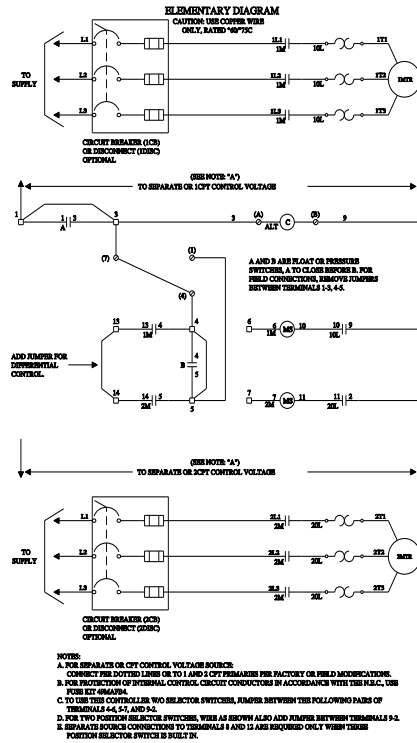 ELEMENTARY DIAGRAM
CAUTION: USE COPPER WIRE
ONLY, RATED "60/"75C
L1 1L1 1T1
1M 10L
TO
SUPPLY
L2 1L2 1T2
1M 10L
1MTR
L3 1L3 1T3
1M 10L
CIRCUIT BREAKER (1CB)
OR DISCONNECT (1DISC)
OPTIONAL
(SEE NOTE: "A")
TO SEPARATE OR 1CPT CONTROL VOLTAGE
1 1 3 3 3 (A) C (B) 9
A ALT
(7) (1)
A AND B ARE FLOAT OR PRESSURE
SWITCHES, A TO CLOSE BEFORE B. FOR
FIELD CONNECTIONS, REMOVE JUMPERS
BETWEEN TERMINALS 1-3, 4-5.
(4)
13 13 4 4 6 6 MS 10 10 9
1M 1M 10L
ADD JUMPER FOR
DIFFERENTIAL
CONTROL.
4
B
5
14 14 5 5 7 7 MS 11 11 2
2M 2M 20L
(SEE NOTE: "A")
TO SEPARATE OR 2CPT CONTROL VOLTAGE
L1 2L1 2T1
2M 20L
TO
SUPPLY
L2 2L2 2T2
2M 20L
2MTR
L3 2L3 2T3
2M 20L
CIRCUIT BREAKER (2CB)
OR DISCONNECT (2DISC)
OPTIONAL
NOTES:
A. FOR SEPARATE OR CPT CONTROL VOLTAGE SOURCE:
CONNECT PER DOTTED LINES OR TO 1 AND 2 CPT PRIMARIES PER FACTORY OR FIELD MODIFICATIONS.
B. FOR PROTECTION OF INTERNAL CONTROL CIRCUIT CONDUCTORS IN ACCORDANCE WITH THE N.E.C., USE
FUSE KIT
C. TO USE THIS CONTROLLER W/O SELECTOR SWITCHES, JUMPER BETWEEN THE FOLLOWING PAIRS OF
TERMINALS 4-6, 5-7, AND 9-2.
D. FOR TWO POSITION SELECTOR SWITCHES, WIRE AS SHOWN ALSO ADD JUMPER BETWEEN TERMINALS 9-2.
E. SEPARATE SOURCE CONNECTIONS TO TERMINALS 8 AND 12 ARE REQUIRED ONLY WHEN THREE
POSITION SELECTOR SWITCH IS BUILT IN.